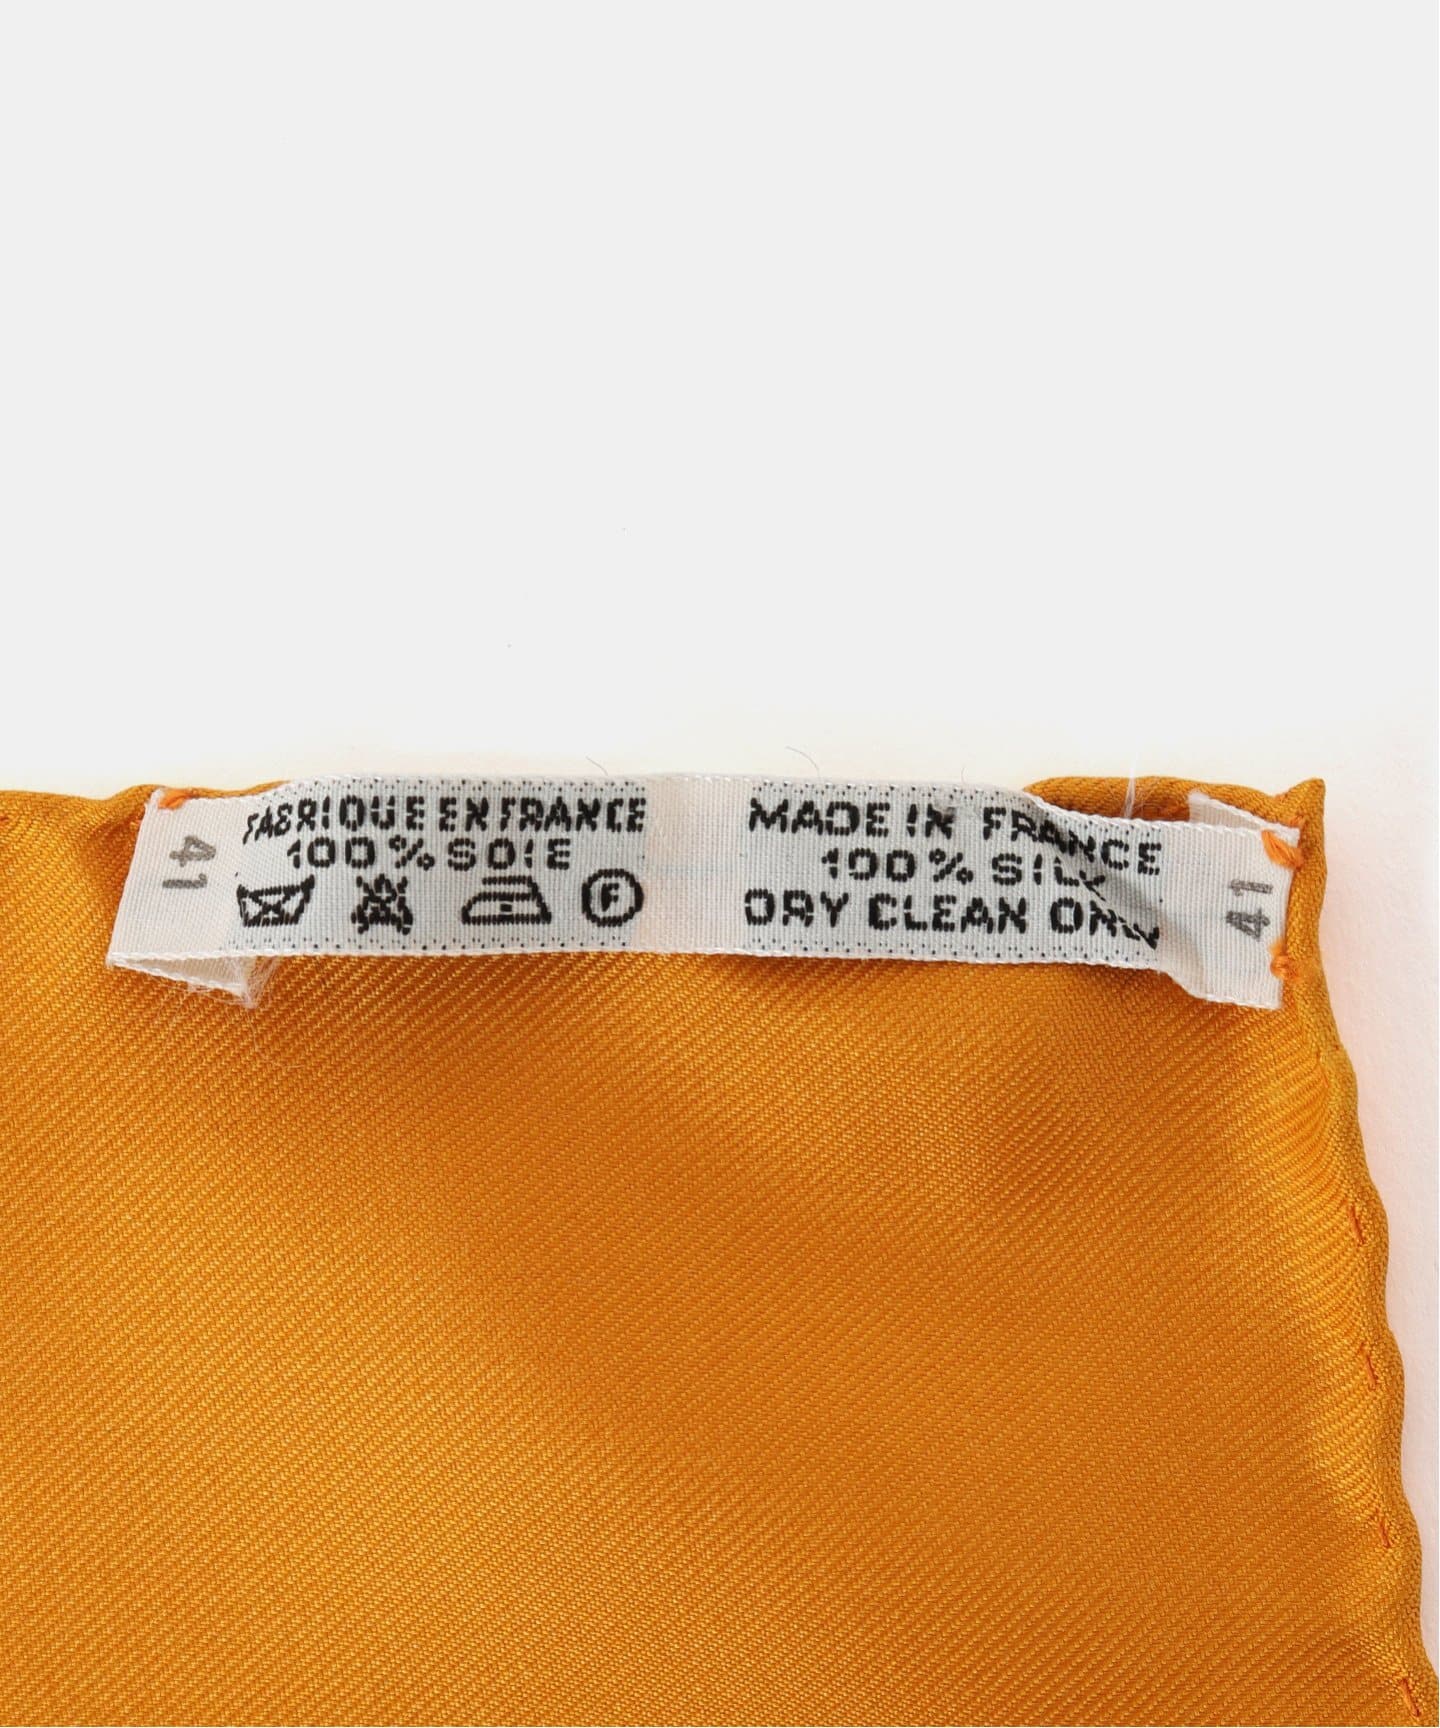 41
FABRIQUE EN FRANCE
100% SOIE
F
MADE IN FRANCE
100% SILK
DRY CLEAN ONLY
41